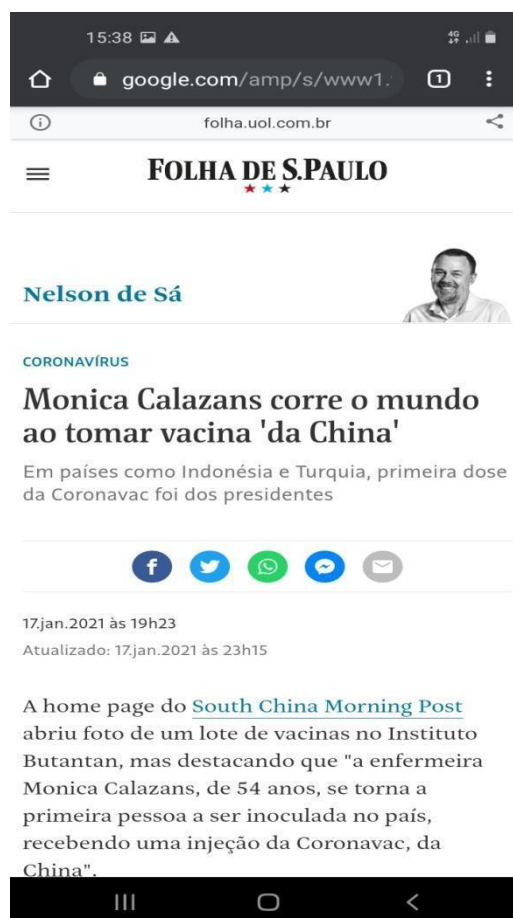 15:38
4G
google.com/amp/s/www1.
1
folha.uol.com.br
FOLHA DE S.PAULO
Nelson de Sá
CORONAVÍRUS
Monica Calazans corre o mundo
ao tomar vacina 'da China'
Em países como Indonésia e Turquia, primeira dose
da Coronavac foi dos presidentes
17.jan.2021 às 19h23
Atualizado: 17.jan.2021 às 23h15
A home page do South China Morning Post
abriu foto de um lote de vacinas no Instituto
Butantan, mas destacando que "a enfermeira
Monica Calazans, de 54 anos, se torna a
primeira pessoa a ser inoculada no país,
recebendo uma injeção da Coronavac, da
China".